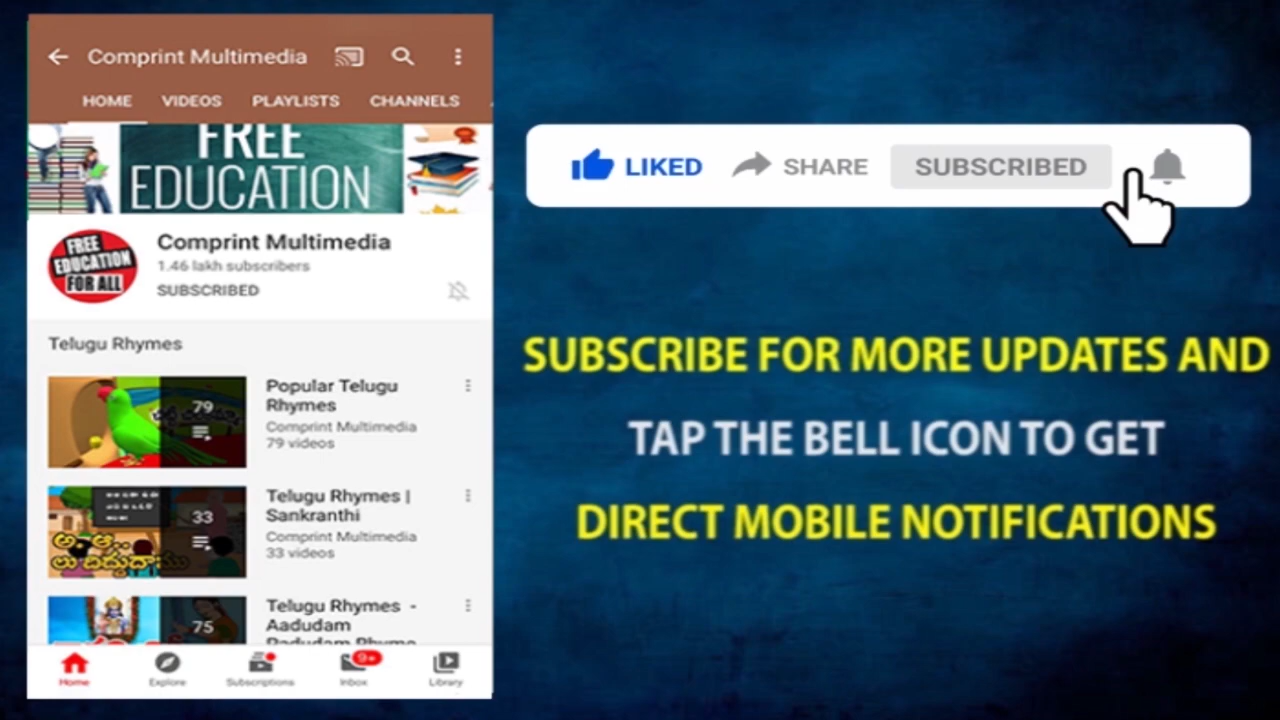 Comprint Multimedia
HOME VIDEOS PLAYLISTS CHANNELS
FREE
EDUCATION
FREE
EDUCATION
FOR ALL
Comprint Multimedia
1.46 lakh subscribers
SUBSCRIBED
Telugu Rhymes
79
Popular Telugu
Rhymes
Comprint Multimedia
79 videos
33
Telugu Rhymes |
Sankranthi
Comprint Multimedia
33 videos
75
Telugu Rhymes -
Aadudam
Padudam Rhyme
Home Explore Subscriptions Inbox Library
9+
LIKED SHARE SUBSCRIBED
SUBSCRIBE FOR MORE UPDATES AND
TAP THE BELL ICON TO GET
DIRECT MOBILE NOTIFICATIONS